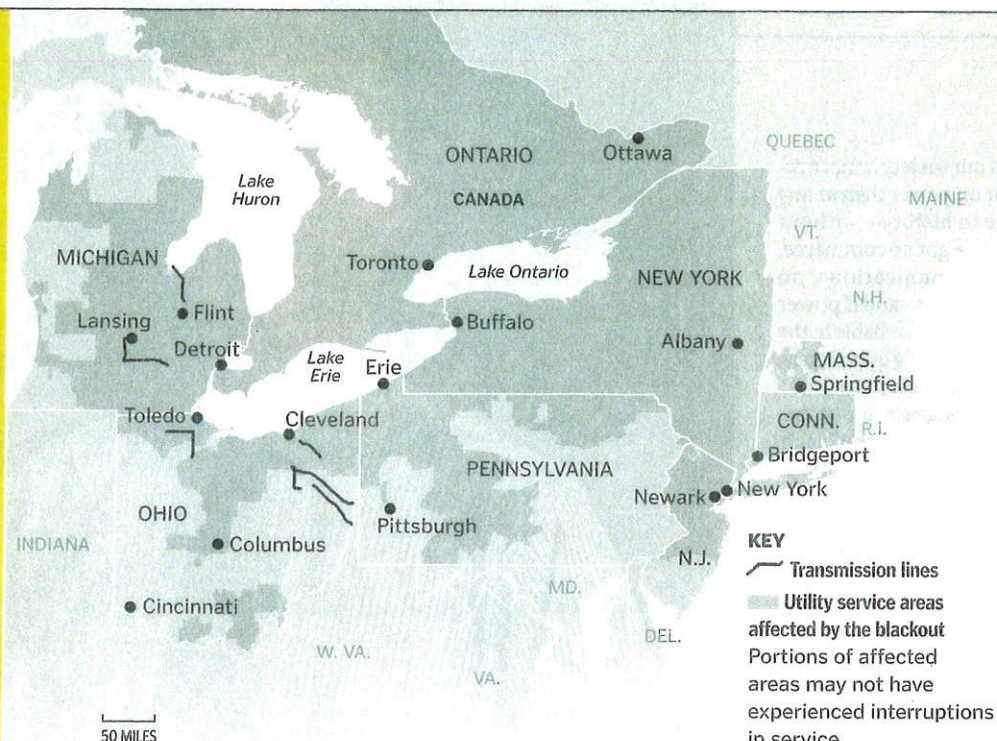 QUEBEC
ONTARIO
Ottawa
CANADA
Lake
Huron
MAINE
VT.
MICHIGAN
Toronto
Lake Ontario
NEW YORK
N.H.
Flint
Lansing
Buffalo
Albany
Detroit
Lake
Erie
Erie
MASS.
Springfield
Toledo
Cleveland
CONN.
R.I.
Bridgeport
PENNSYLVANIA
Newark
New York
Pittsburgh
OHIO
INDIANA
Columbus
N.J.
MD.
Cincinnati
DEL.
W. VA.
VA.
50 MILES
KEY
Transmission lines
Utility service areas
affected by the blackout
Portions of affected
areas may not have
experienced interruptions
in service